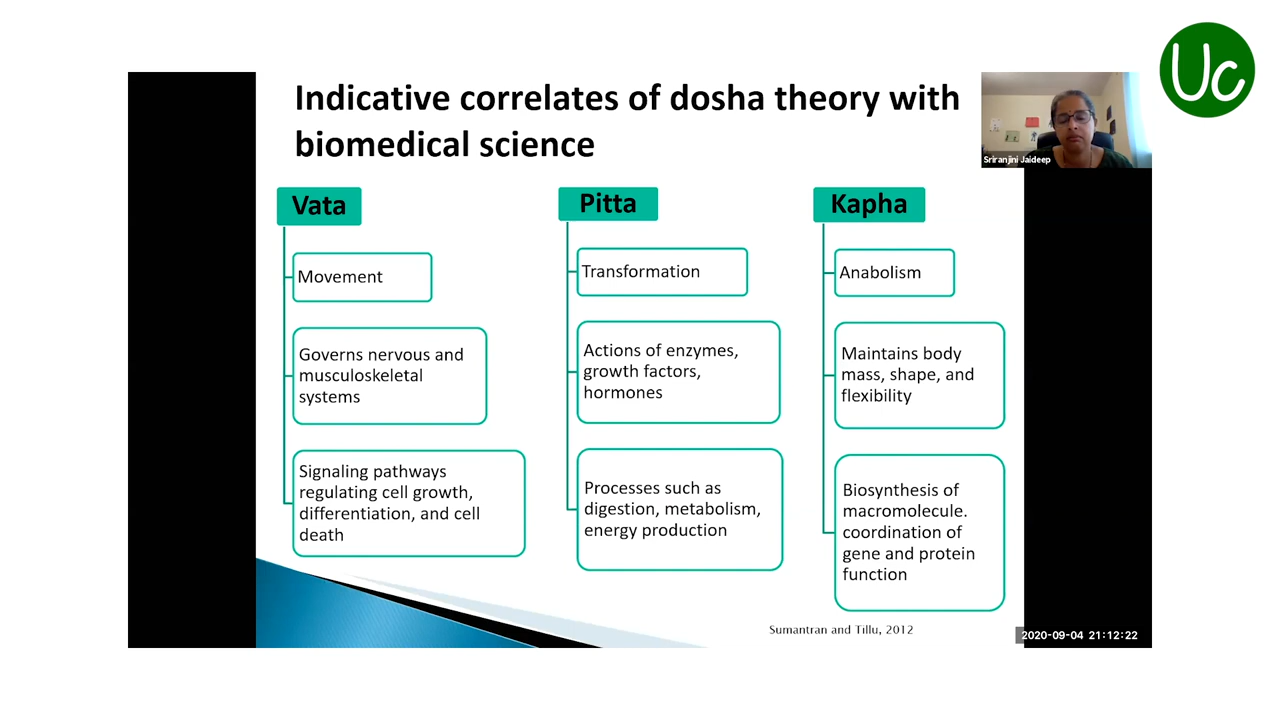 Uc
Indicative correlates of dosha theory with
biomedical science
Sriranjini Jaideep
Vata
Movement
Governs nervous and
musculoskeletal
systems
Signaling pathways
regulating cell growth,
differentiation, and cell
death
Pitta
Transformation
Actions of enzymes,
growth factors,
hormones
Processes such as
digestion, metabolism,
energy production
Kapha
Anabolism
Maintains body
mass, shape, and
flexibility
Biosynthesis of
macromolecule.
coordination of
gene and protein
function
Sumantran and Tillu, 2012
2020-09-04 21:12:22